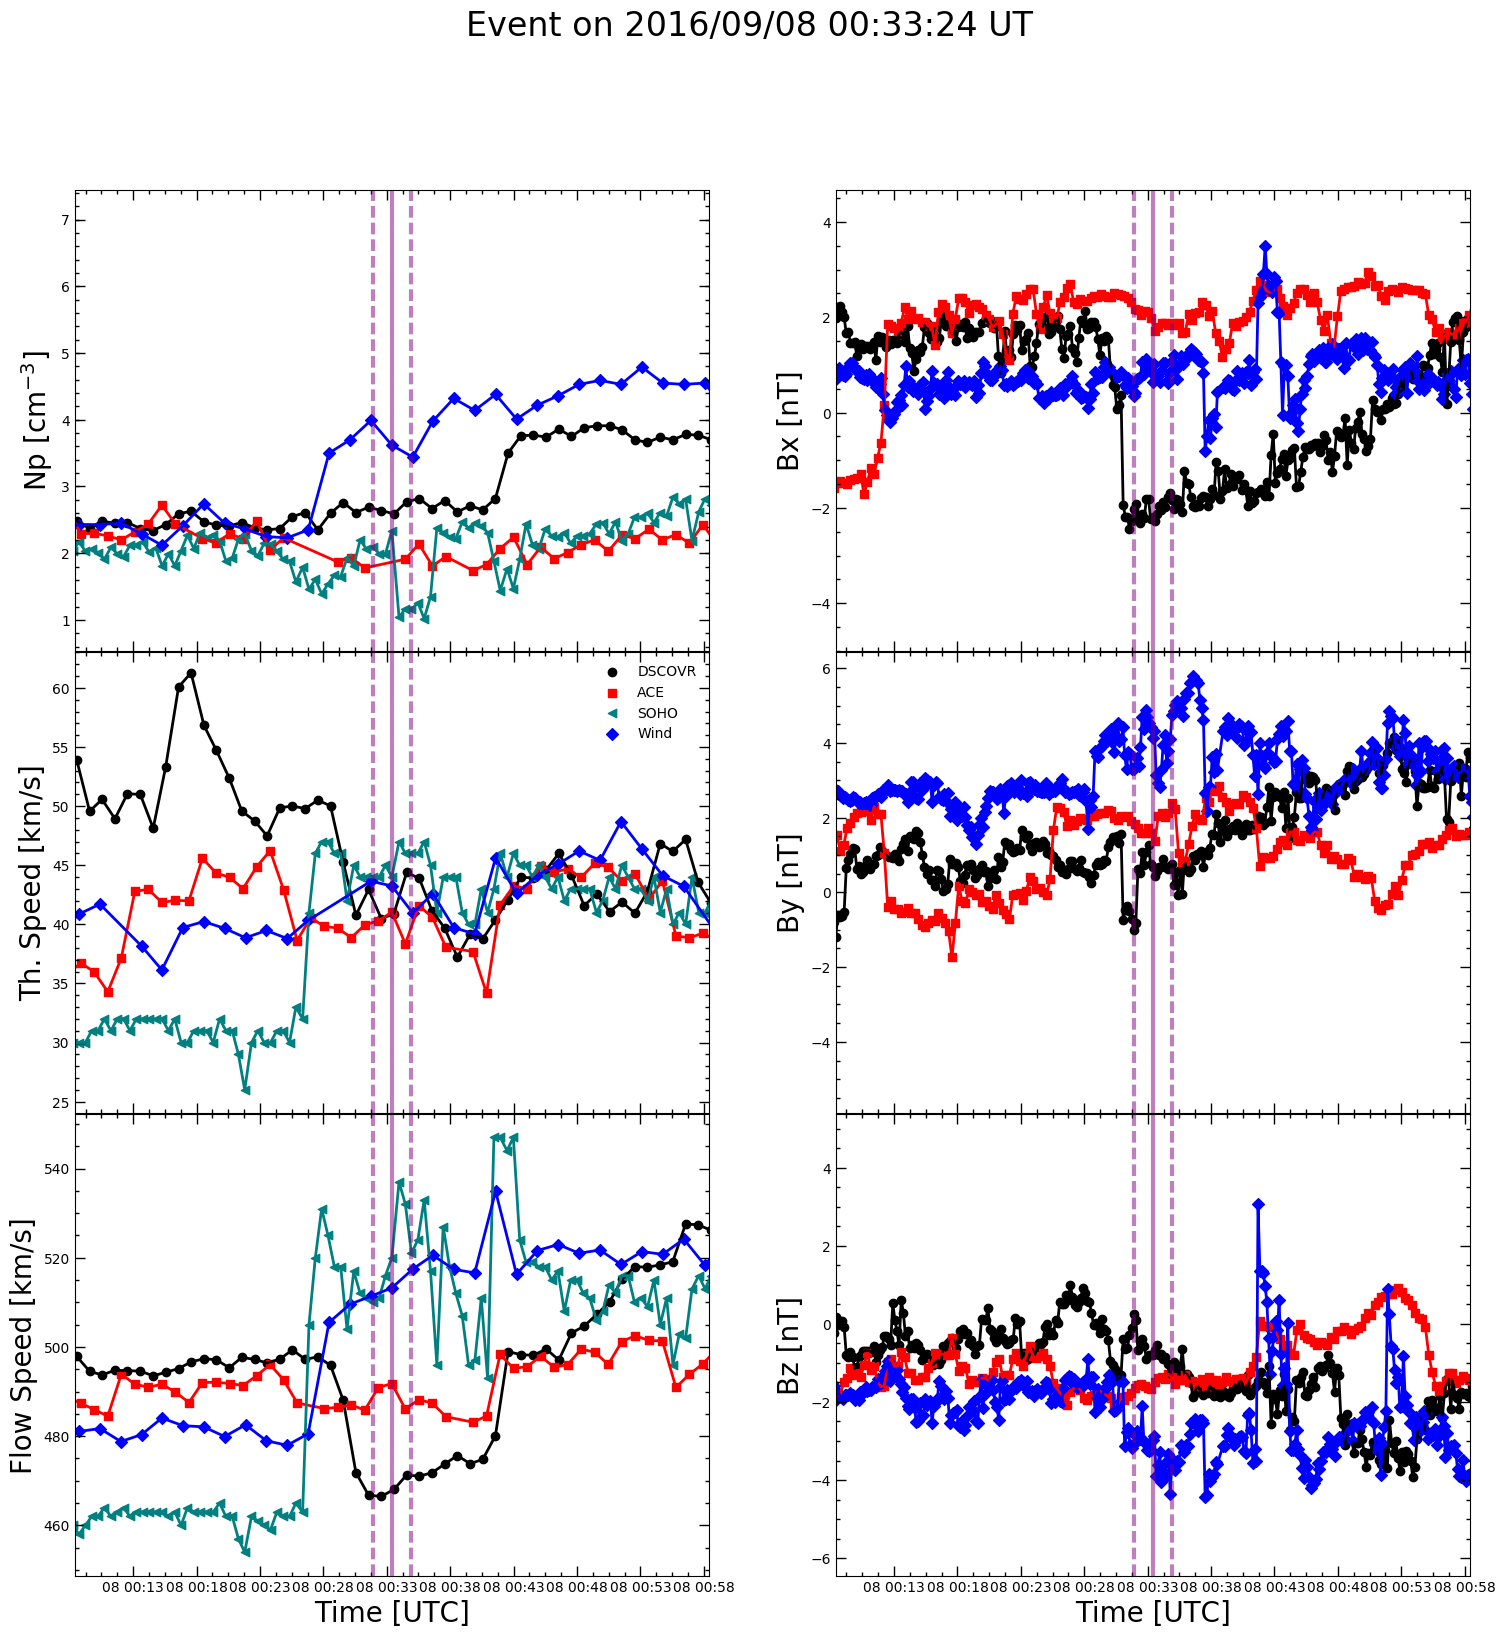 Event on 2016/09/08 00:33:24 UT
Np [cm⁻³]
7
6
5
4
3
2
1
Bx [nT]
4
2
0
−2
−4
Th. Speed [km/s]
60
55
50
45
40
35
30
25
DSCOVR
ACE
SOHO
Wind
By [nT]
6
4
2
0
−2
−4
Flow Speed [km/s]
540
520
500
480
460
Bz [nT]
4
2
0
−2
−4
−6
08 00:13 08 00:18 08 00:23 08 00:28 08 00:33 08 00:38 08 00:43 08 00:48 08 00:53 08 00:58
Time [UTC]
08 00:13 08 00:18 08 00:23 08 00:28 08 00:33 08 00:38 08 00:43 08 00:48 08 00:53 08 00:58
Time [UTC]